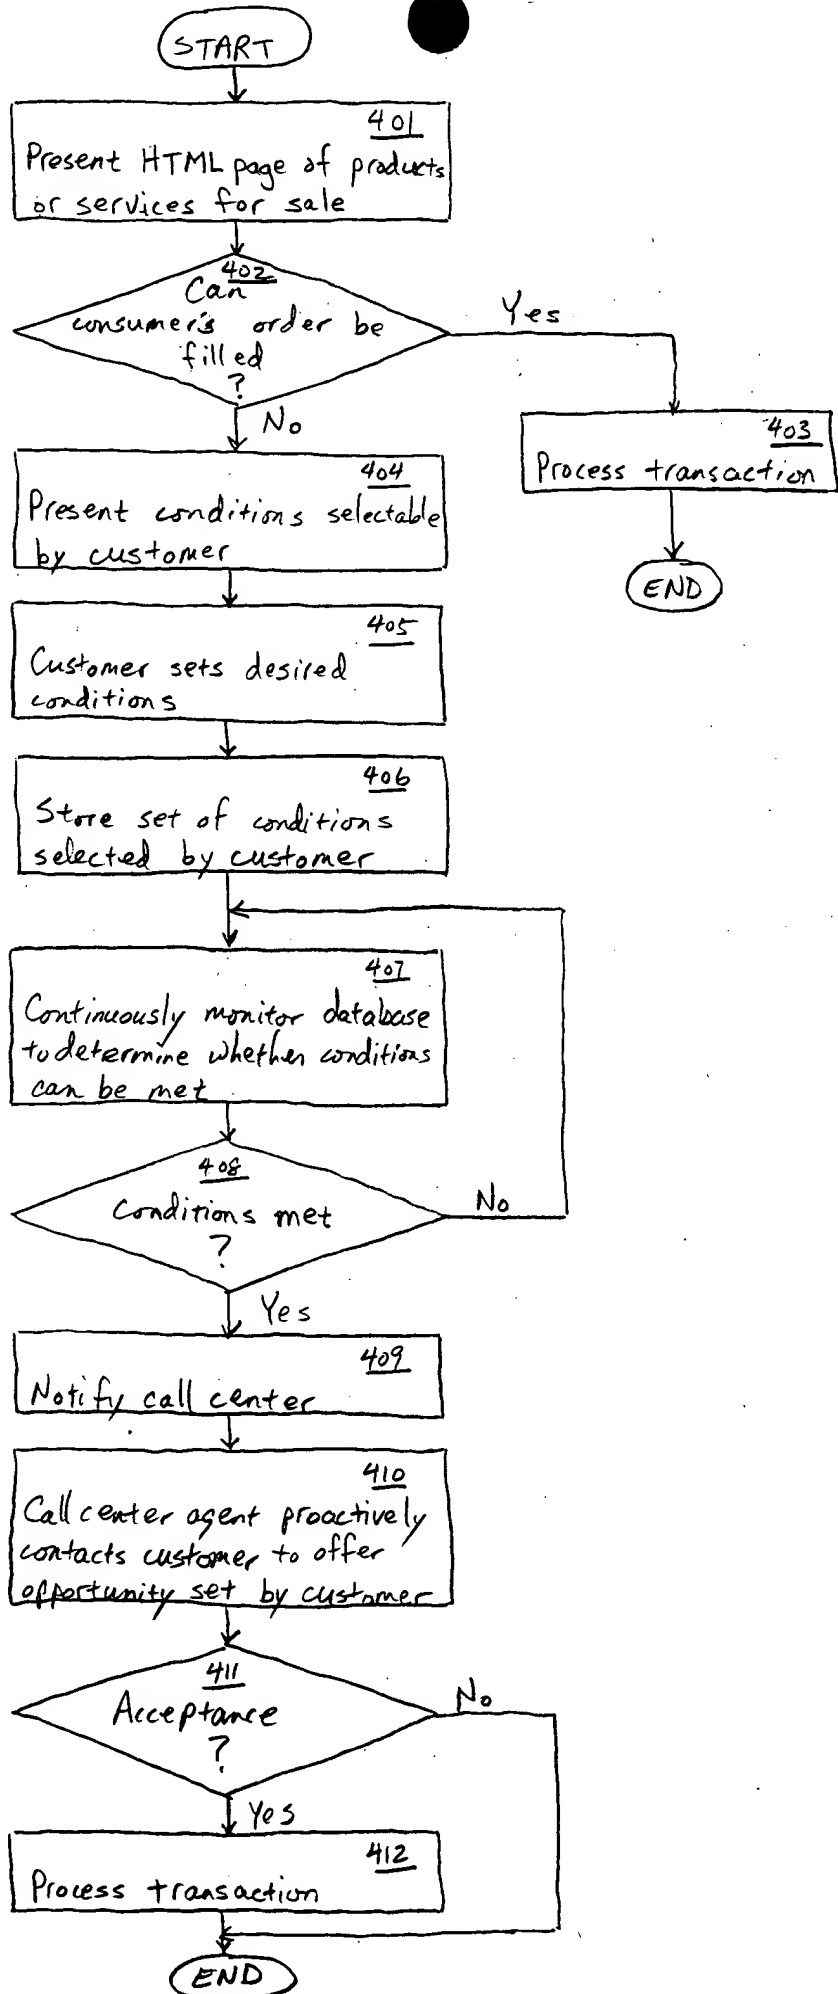 START
401
Present HTML page of products
or services for sale
402
Can
consumer's order be
filled
?
Yes
No
403
Process transaction
END
404
Present conditions selectable
by customer
405
Customer sets desired
conditions
406
Store set of conditions
selected by customer
407
Continuously monitor database
to determine whether conditions
can be met
408
Conditions met
?
No
Yes
409
Notify call center
410
Call center agent proactively
contacts customer to offer
opportunity set by customer
411
Acceptance
?
No
Yes
412
Process transaction
END